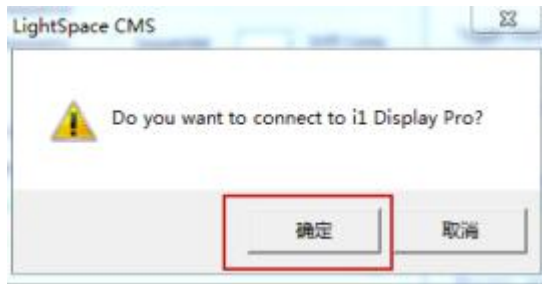 LightSpace CMS
Do you want to connect to i1 Display Pro?
确定
取消